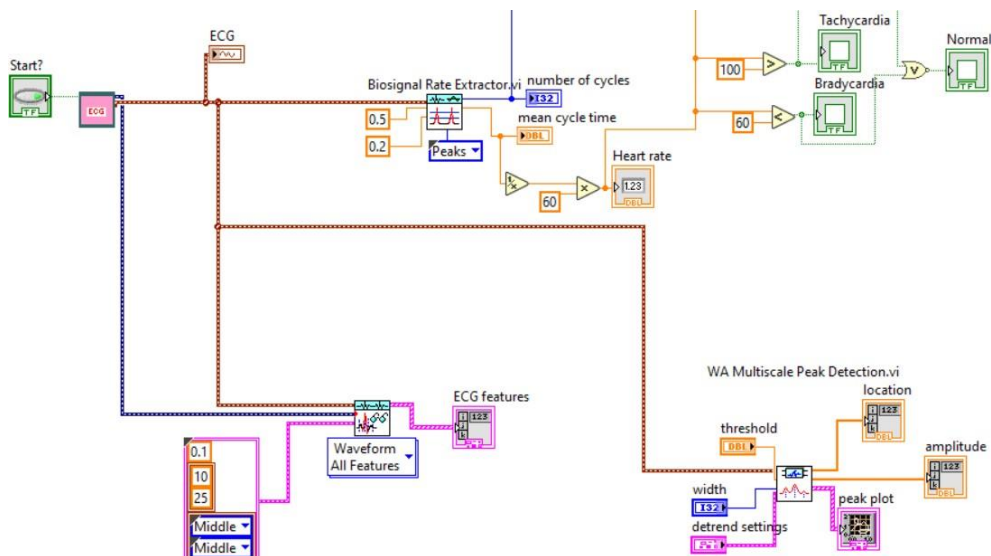 Tachycardia
ECG
Normal
Start?
100
>
V
TF
TF
Biosignal Rate Extractor.vi
number of cycles
Bradycardia
TF
ECG
0.5
I32
mean cycle time
60
<
0.2
DBL
TF
Peaks
Heart rate
1/x
x
1.23
60
DBL
WA Multiscale Peak Detection.vi
location
ECG features
123
DBL
threshold
0.1
Waveform
All Features
DBL
amplitude
10
123
25
width
DBL
I32
peak plot
Middle
detrend settings
Middle